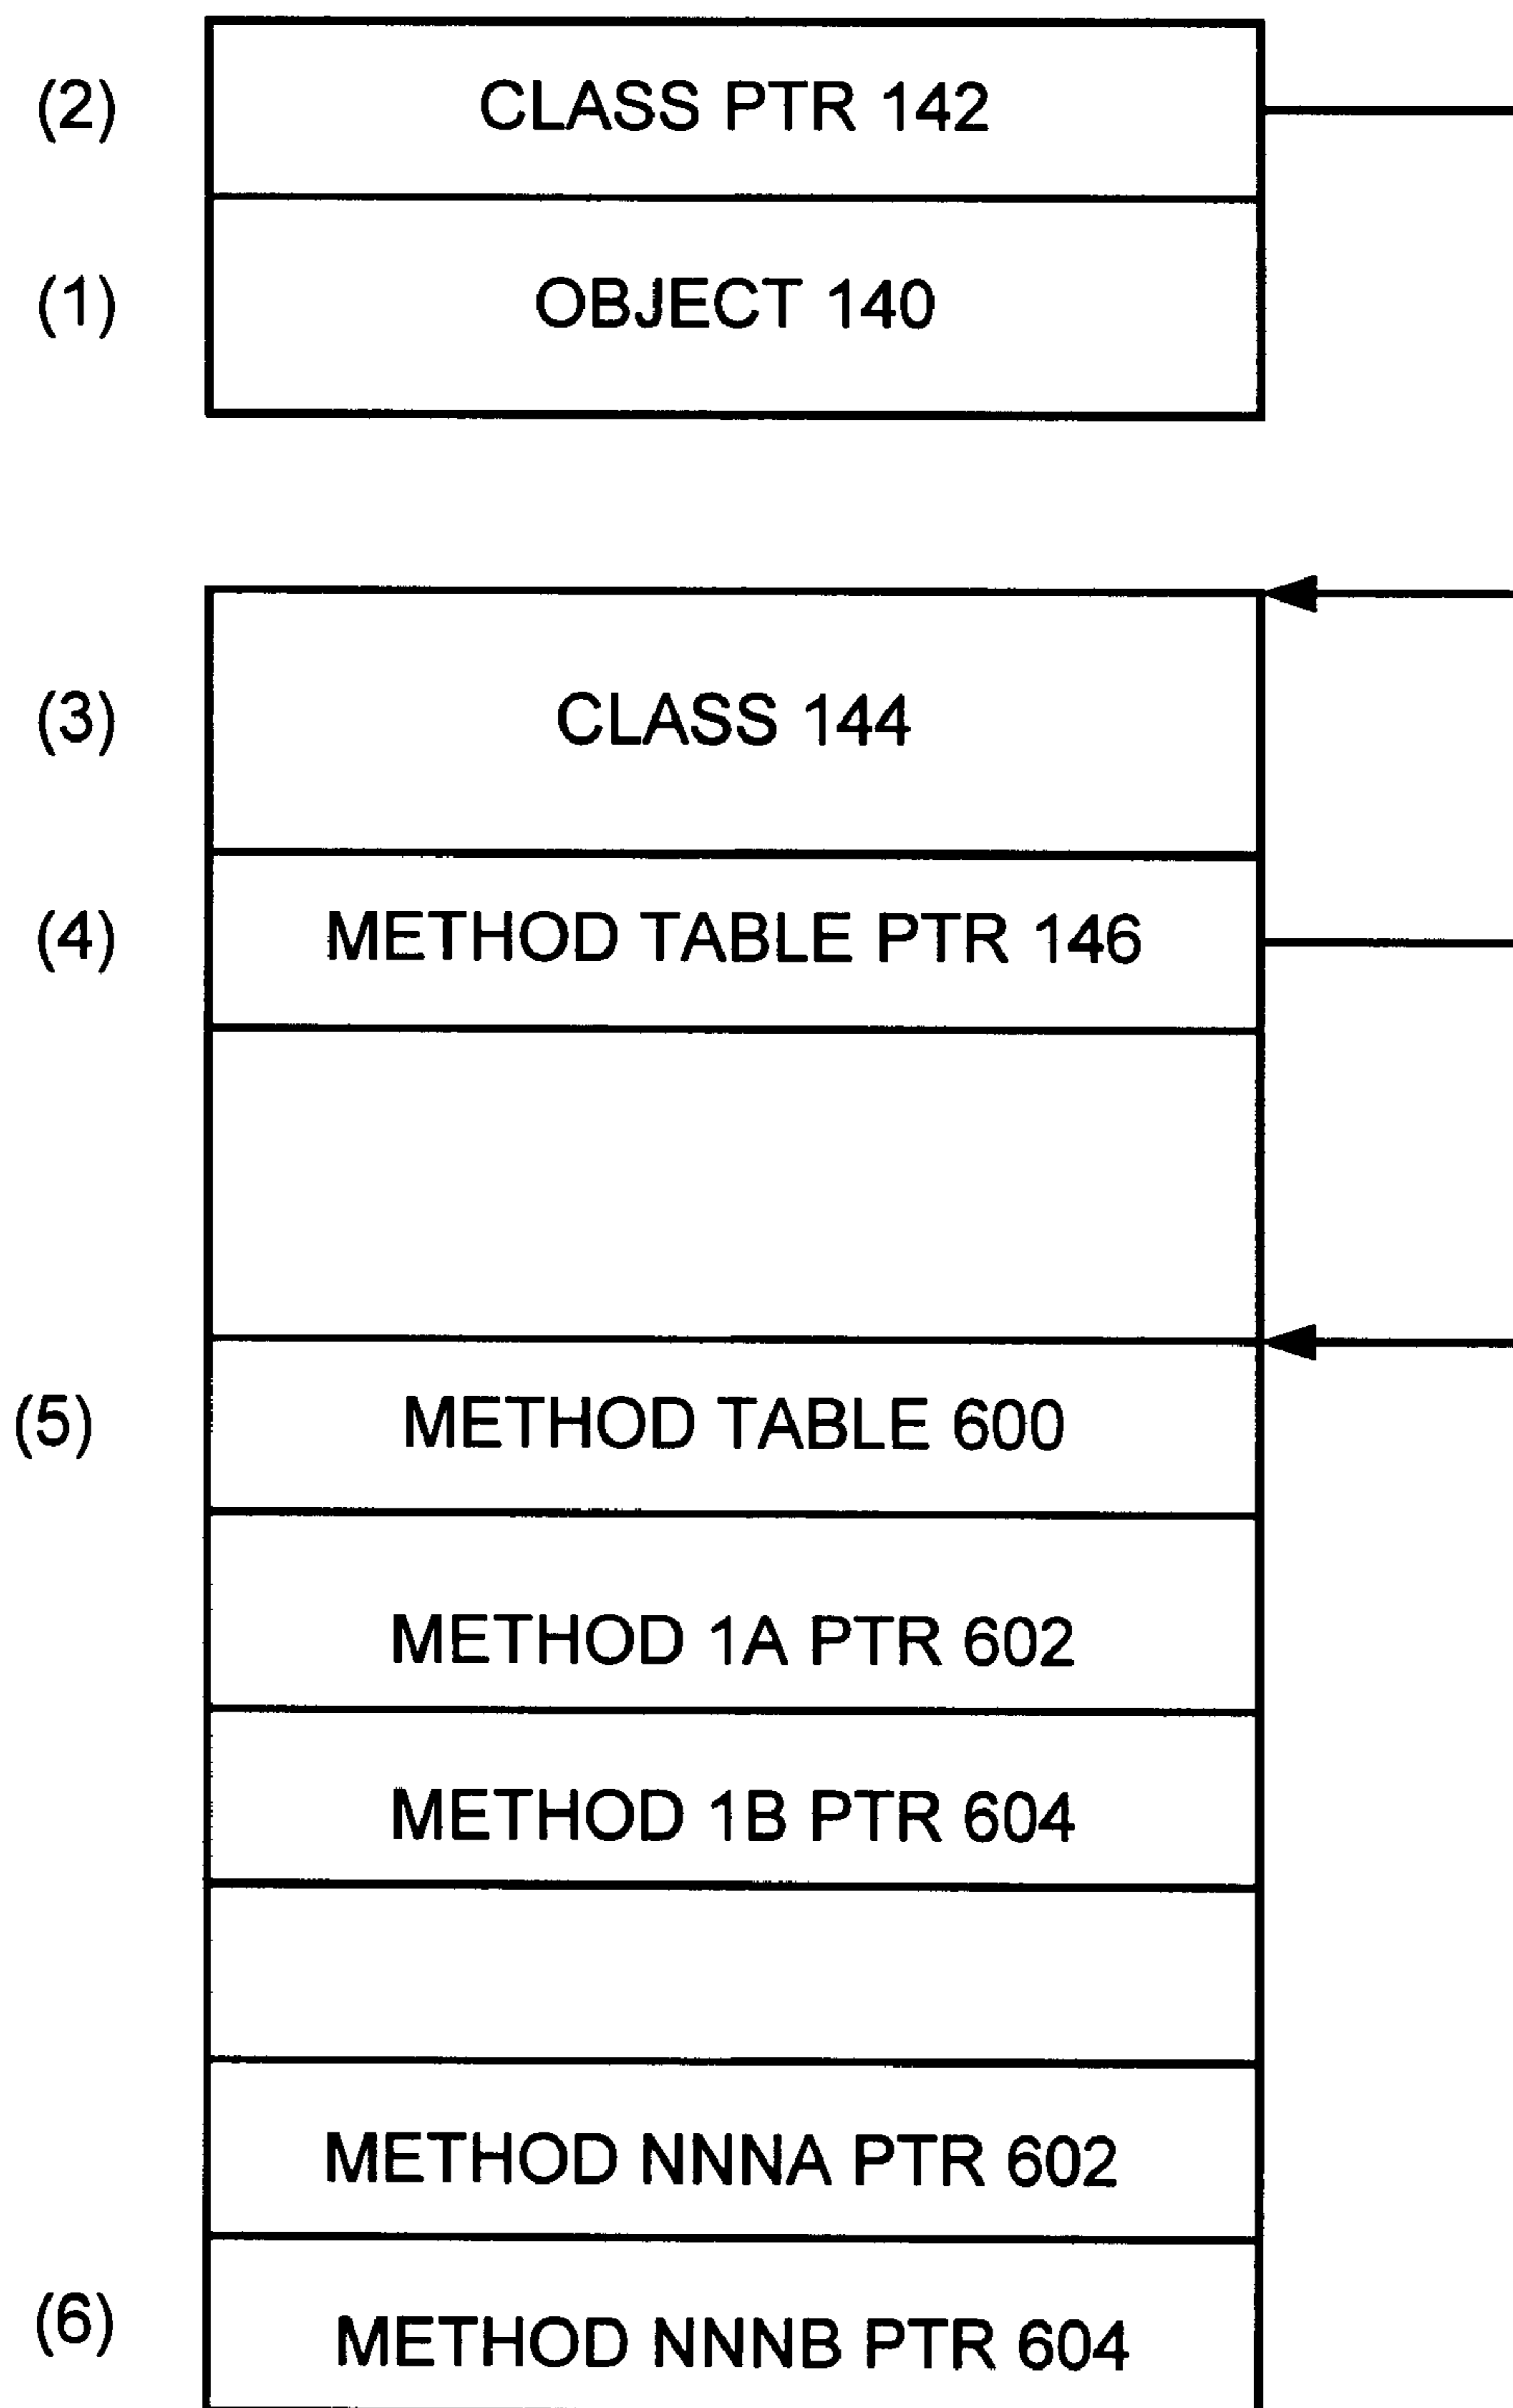 (2) CLASS PTR 142
(1) OBJECT 140
(3) CLASS 144
(4) METHOD TABLE PTR 146
(5) METHOD TABLE 600
METHOD 1A PTR 602
METHOD 1B PTR 604
METHOD NNNA PTR 602
(6) METHOD NNNB PTR 604